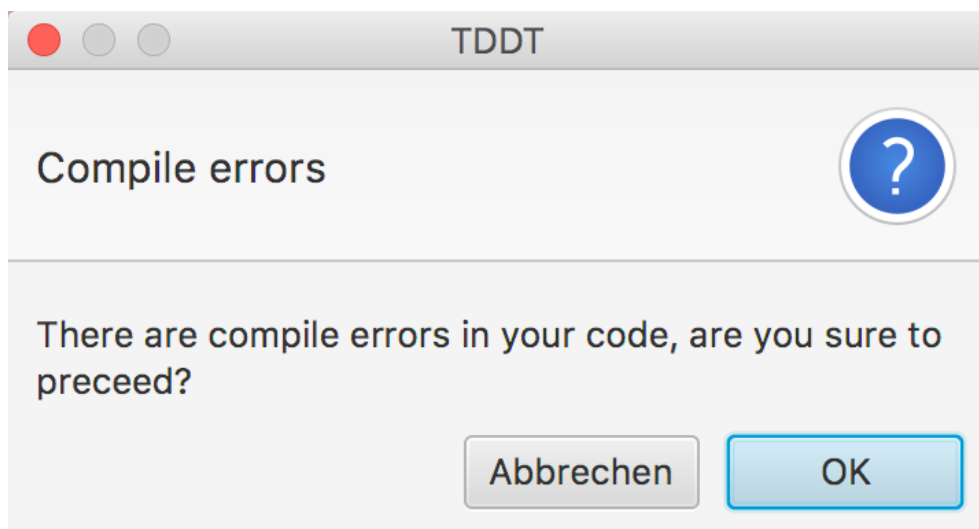 TDDT
Compile errors
?
There are compile errors in your code, are you sure to
preceed?
Abbrechen
OK